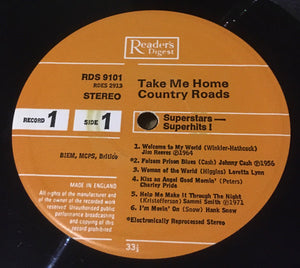 Reader's
Digest
RDS 9101
RDES 2913
STEREO
Take Me Home
Country Roads
RECORD 1 SIDE 1
Superstars—
Superhits I
BIEM, MCPS, Britico
MADE IN ENGLAND
All rights of the manufacturer and
of the owner of the recorded work
reserved. Unauthorised public
performance broadcasting and
copying of this record
prohibited.
1 Welcome to My World (Winkler-Hathcock)
Jim Reeves ℗1964
*2. Folsom Prison Blues (Cash) Johnny Cash ℗1956
3 Woman of the World (Higgins) Loretta Lynn
4 Kiss an Angel Good Mornin' (Peters)
Charley Pride
5 Help Me Make It Through The Night
(Kristofferson) Sammi Smith ℗1971
6 I'm Movin' On (Snow) Hank Snow
*Electronically Reprocessed Stereo
33⅓